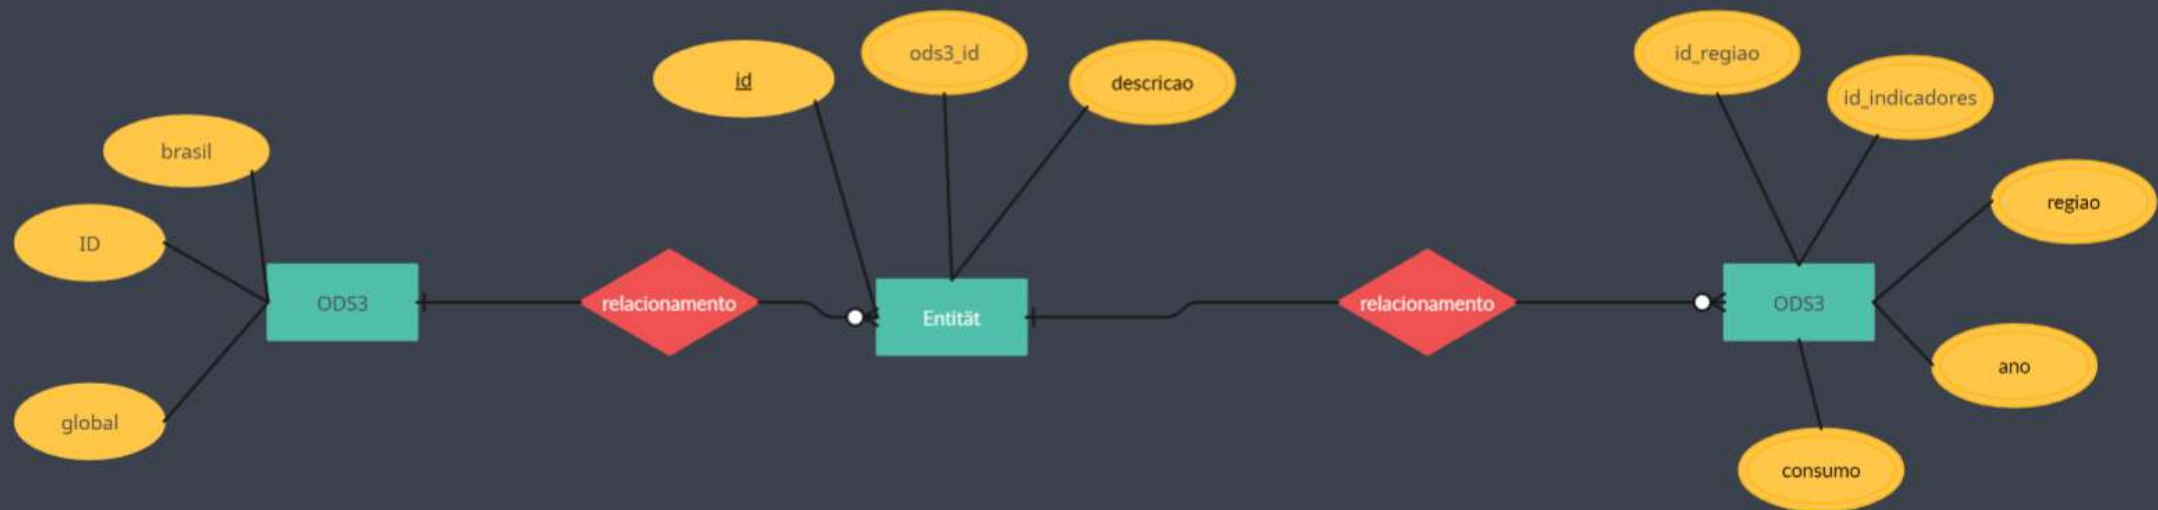 id
ods3_id
descricao
id_regiao
id_indicadores
brasil
regiao
ID
ODS3
relacionamento
Entität
relacionamento
ODS3
ano
global
consumo